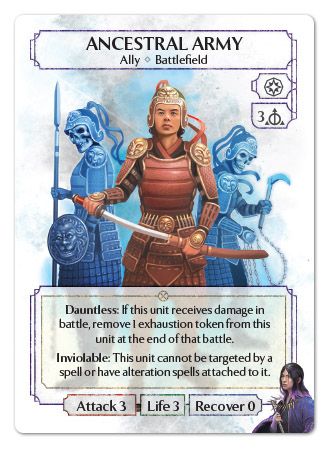 ANCESTRAL ARMY
Ally ⟡ Battlefield
3
Dauntless: If this unit receives damage in
battle, remove 1 exhaustion token from this
unit at the end of that battle.
Inviolable: This unit cannot be targeted by a
spell or have alteration spells attached to it.
Attack 3 Life 3 Recover 0